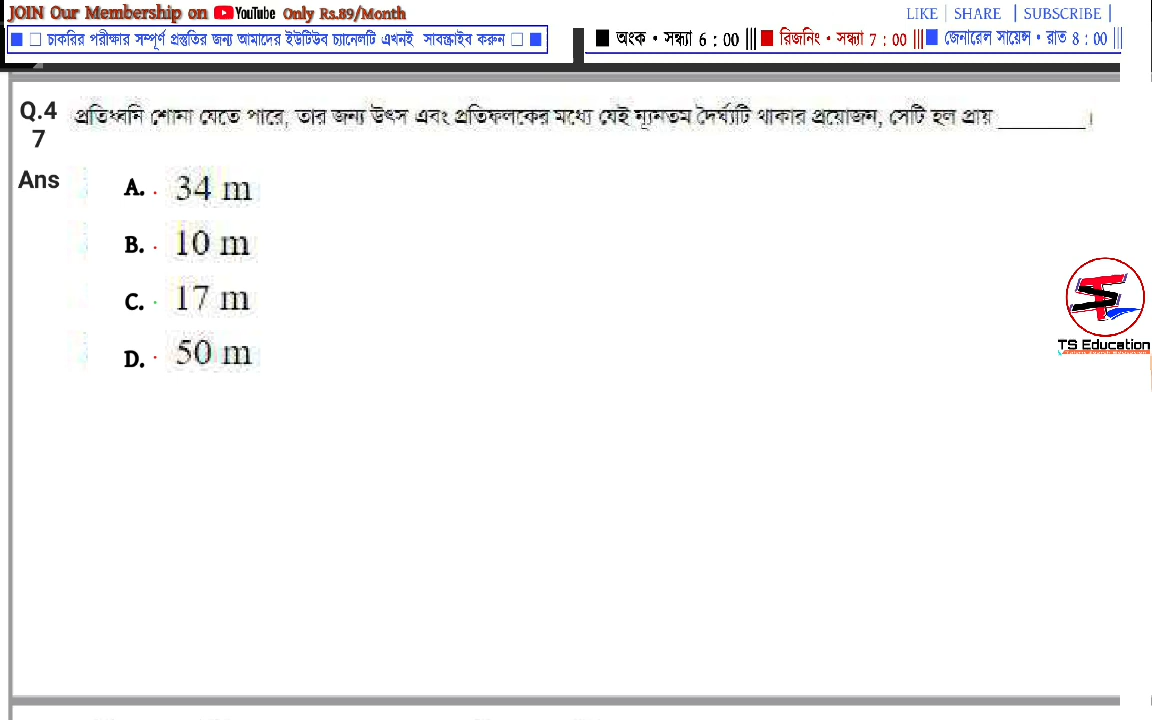 JOIN Our Membership on YouTube Only Rs.89/Month
LIKE | SHARE | SUBSCRIBE |
■ □ চাকরির পরীক্ষার সম্পূর্ণ প্রস্তুতির জন্য আমাদের ইউটিউব চ্যানেলটি এখনই সাবস্ক্রাইব করুন □ ■
■ অংক • সন্ধ্যা 6 : 00 ||| ■ রিজনিং • সন্ধ্যা 7 : 00 ||| ■ জেনারেল সায়েন্স • রাত 8 : 00 |||
Q.47 প্রতিধ্বনি শোনা যেতে পারে, তার জন্য উৎস এবং প্রতিফলকের মধ্যে যেই ন্যূনতম দৈর্ঘ্যটি থাকার প্রয়োজন, সেটি হল প্রায় ________।
Ans A. 34 m
B. 10 m
C. 17 m
D. 50 m
TS Education